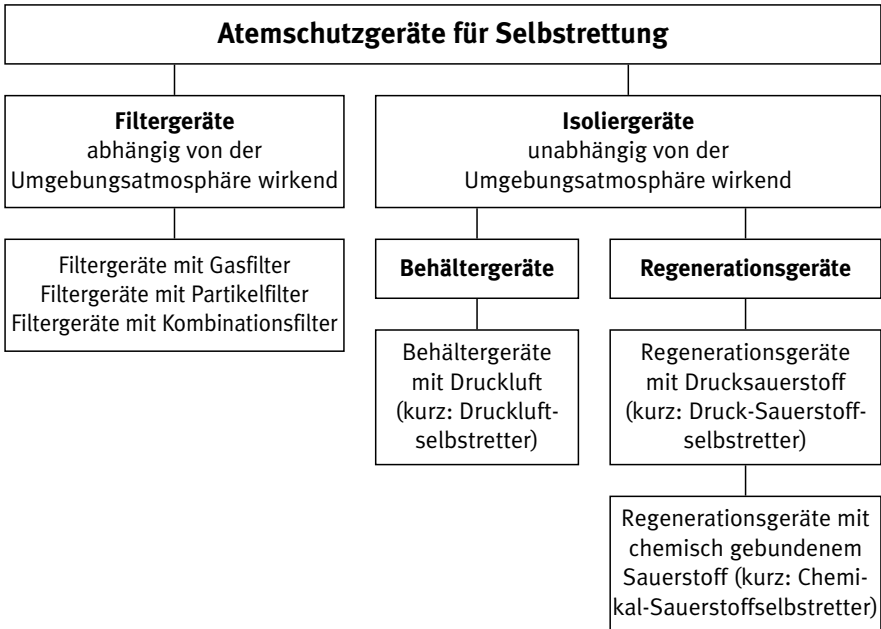 Atemschutzgeräte für Selbstrettung
Filtergeräte
abhängig von der
Umgebungsatmosphäre wirkend
Isoliergeräte
unabhängig von der
Umgebungsatmosphäre wirkend
Filtergeräte mit Gasfilter
Filtergeräte mit Partikelfilter
Filtergeräte mit Kombinationsfilter
Behältergeräte
Regenerationsgeräte
Behältergeräte
mit Druckluft
(kurz: Druckluft-
selbstretter)
Regenerationsgeräte
mit Drucksauerstoff
(kurz: Druck-Sauerstoff-
selbstretter)
Regenerationsgeräte mit
chemisch gebundenem
Sauerstoff (kurz: Chemi-
kal-Sauerstoffselbstretter)